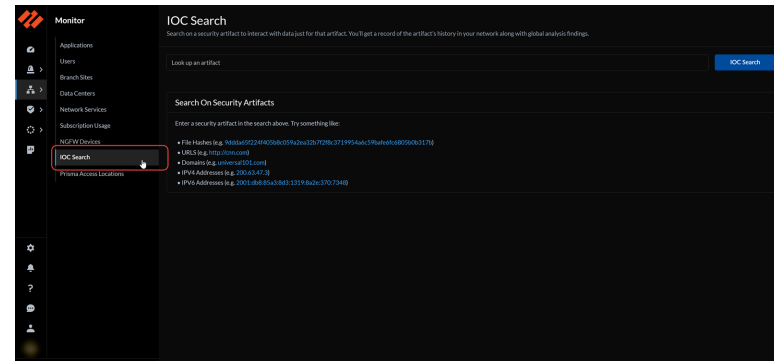 Monitor
Applications
Users
Branch Sites
Data Centers
Network Services
Subscription Usage
NGFW Devices
IOC Search
Prisma Access Locations
IOC Search
Search on a security artifact to interact with data just for that artifact. You'll get a record of the artifact's history in your network along with global analysis findings.
Look up an artifact
IOC Search
Search On Security Artifacts
Enter a security artifact in the search above. Try something like:
• File Hashes (e.g.
• URLS (e.g. http://cnn.com)
• Domains (e.g. universal101.com)
• IPV4 Addresses (e.g. 200.63.47.3)
• IPV6 Addresses (e.g. 2001:db8:85a3:8d3:1319:8a2e:370:7348)
?